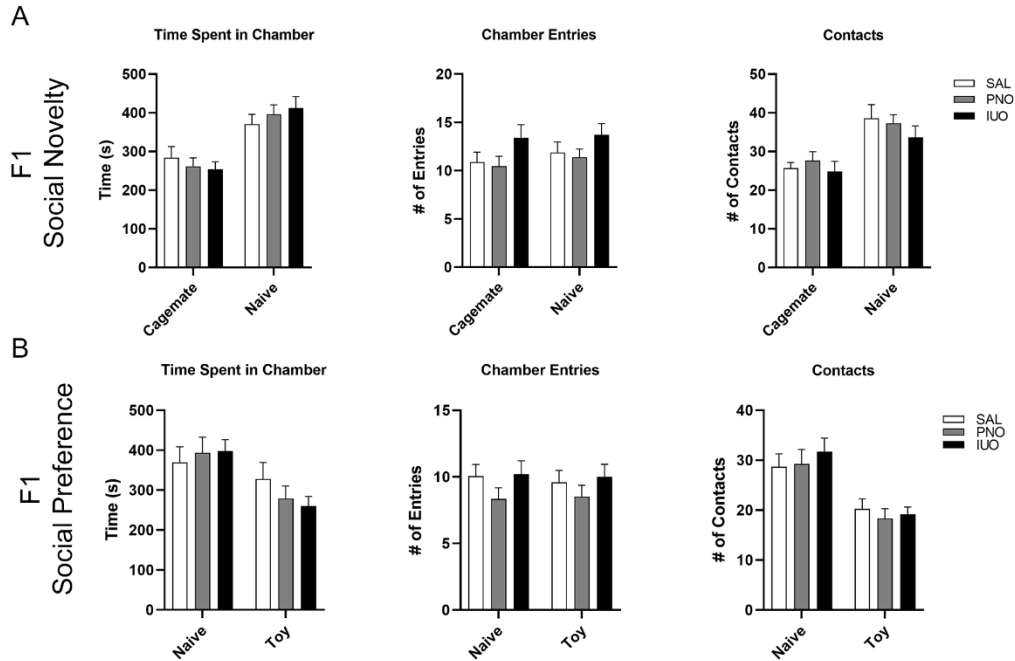 A
F1
Social Novelty
Time Spent in Chamber
Time (s)
500
400
300
200
100
0
Cagemate
Naive
Chamber Entries
# of Entries
20
15
10
5
0
Cagemate
Naive
Contacts
# of Contacts
50
40
30
20
10
0
Cagemate
Naive
SAL
PNO
IUO
B
F1
Social Preference
Time Spent in Chamber
Time (s)
500
400
300
200
100
0
Naive
Toy
Chamber Entries
# of Entries
15
10
5
0
Naive
Toy
Contacts
# of Contacts
40
30
20
10
0
Naive
Toy
SAL
PNO
IUO